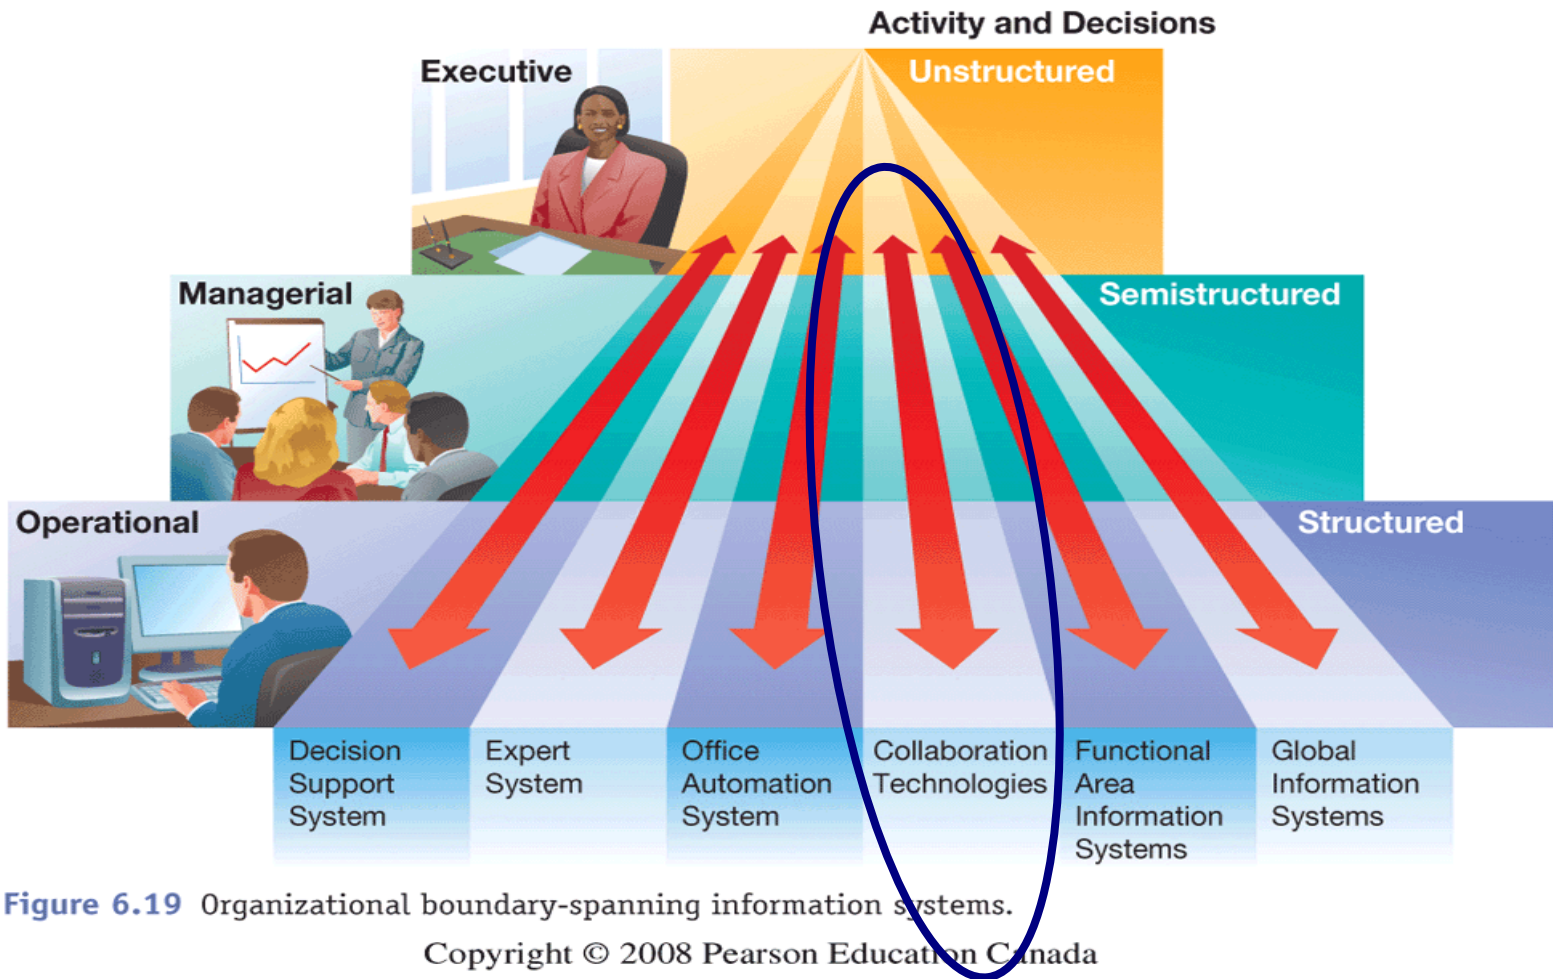 Activity and Decisions
Executive
Unstructured
Managerial
Semistructured
Operational
Structured
Decision
Support
System
Expert
System
Office
Automation
System
Collaboration
Technologies
Functional
Area
Information
Systems
Global
Information
Systems
Figure 6.19 Organizational boundary-spanning information systems.
Copyright © 2008 Pearson Education Canada